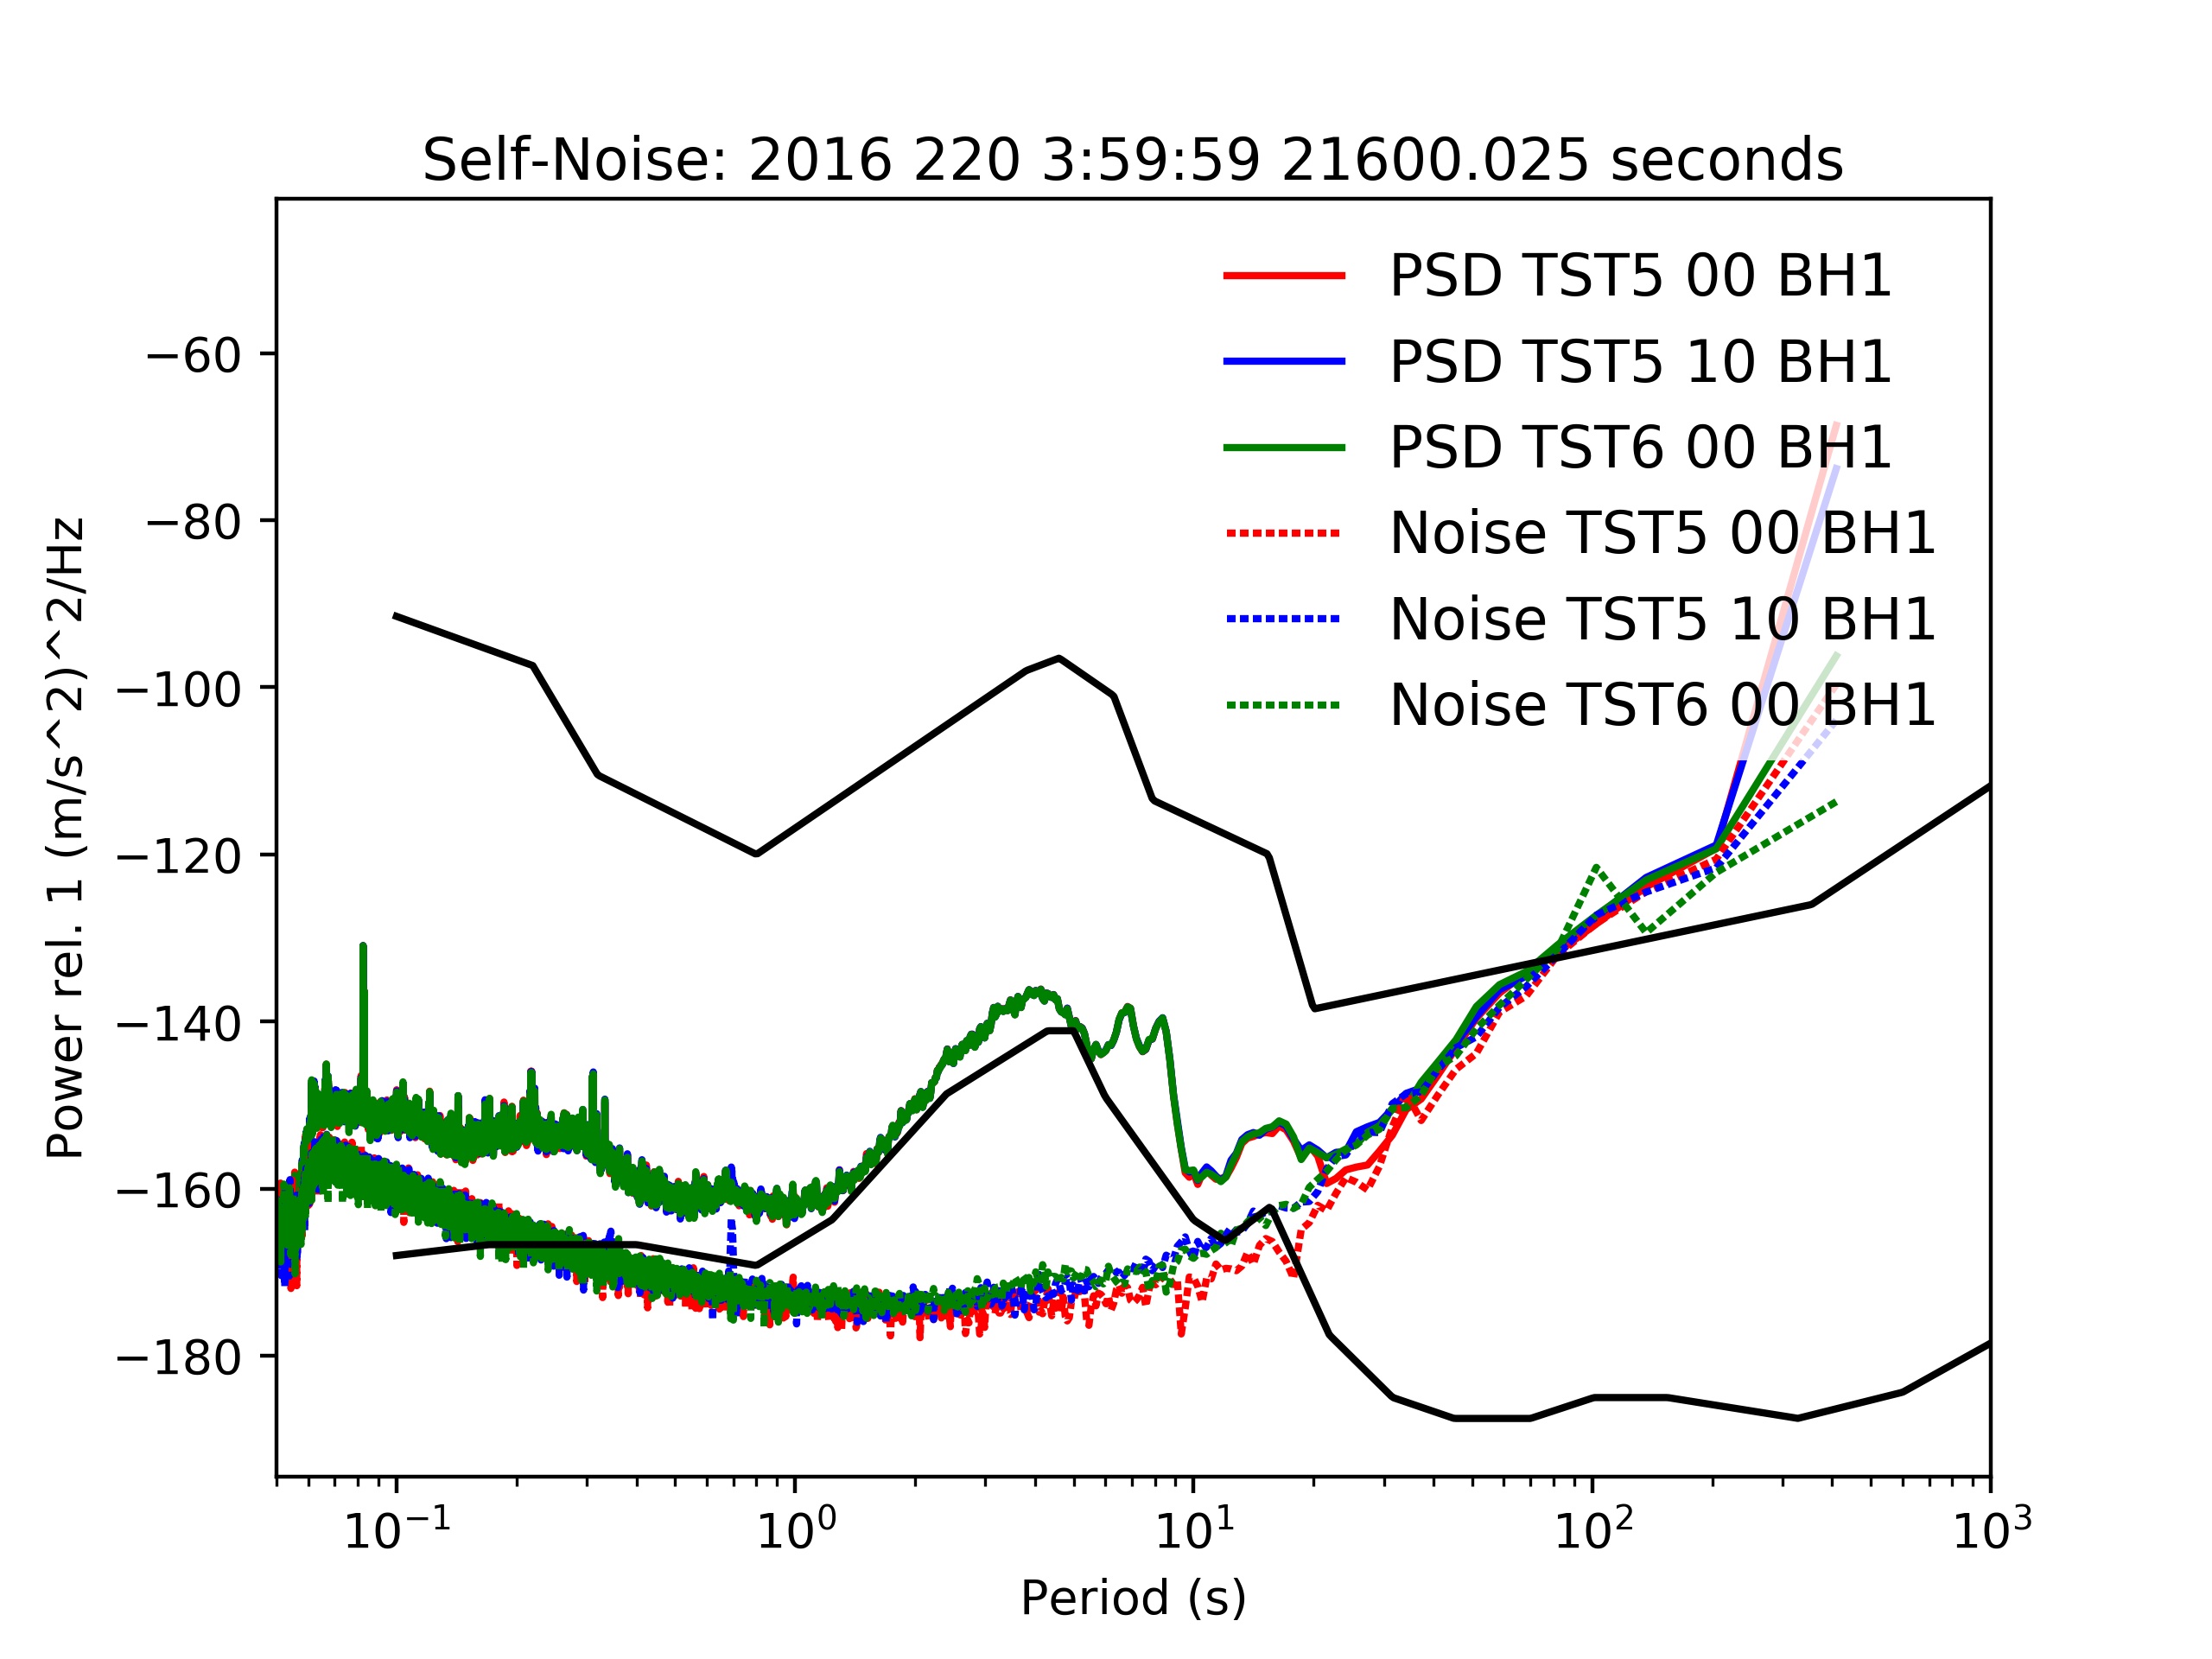 Self-Noise: 2016 220 3:59:59 21600.025 seconds
PSD TST5 00 BH1
PSD TST5 10 BH1
PSD TST6 00 BH1
Noise TST5 00 BH1
Noise TST5 10 BH1
Noise TST6 00 BH1
Power rel. 1 (m/s^2)^2/Hz
−60
−80
−100
−120
−140
−160
−180
10⁻¹ 10⁰ 10¹ 10² 10³
Period (s)